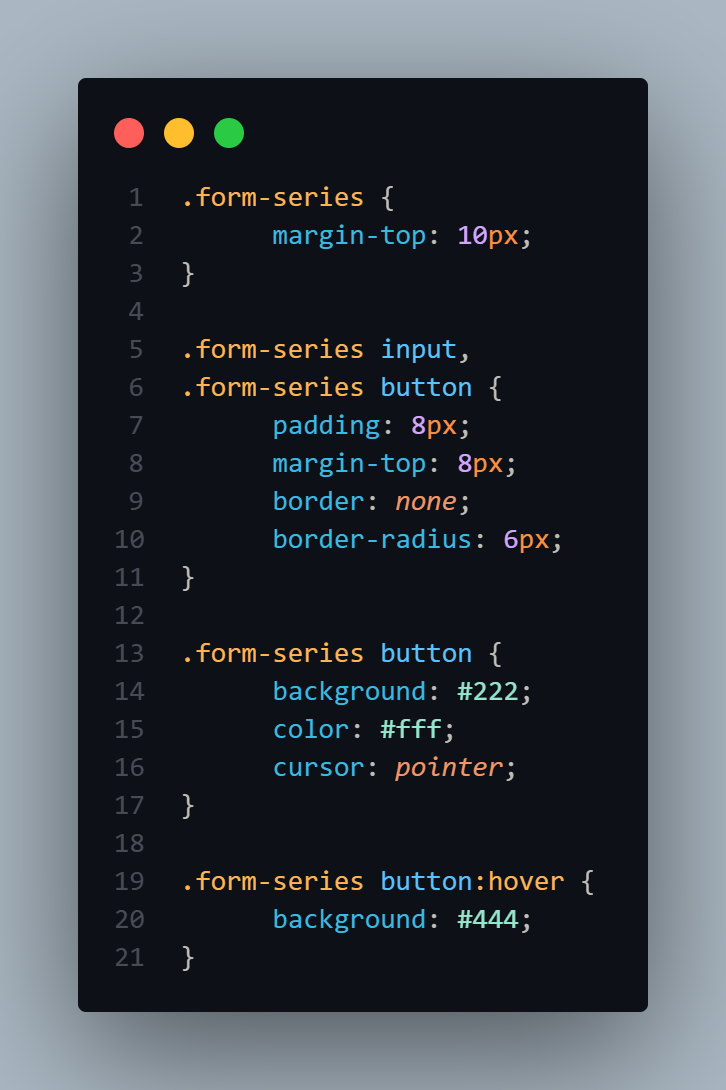 1 .form-series {
2 margin-top: 10px;
3 }
4
5 .form-series input,
6 .form-series button {
7 padding: 8px;
8 margin-top: 8px;
9 border: none;
10 border-radius: 6px;
11 }
12
13 .form-series button {
14 background: #222;
15 color: #fff;
16 cursor: pointer;
17 }
18
19 .form-series button:hover {
20 background: #444;
21 }